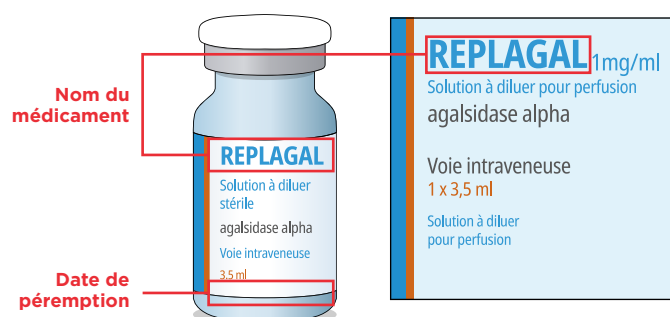 Nom du
médicament
Date de
péremption
REPLAGAL
Solution à diluer
stérile
agalsidase alpha
Voie intraveneuse
3,5 ml
REPLAGAL 1mg/ml
Solution à diluer pour perfusion
agalsidase alpha
Voie intraveneuse
1 x 3,5 ml
Solution à diluer
pour perfusion